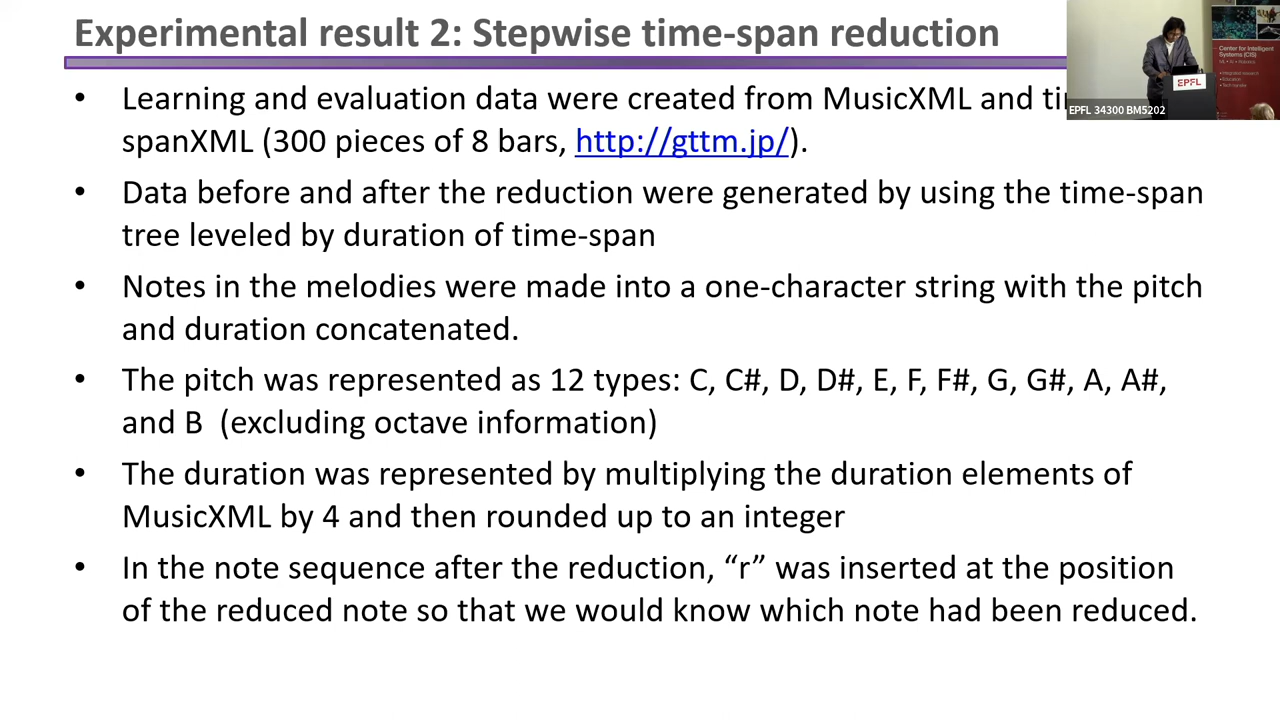 Experimental result 2: Stepwise time-span reduction
• Learning and evaluation data were created from MusicXML and
spanXML (300 pieces of 8 bars, http://gttm.jp/).
• Data before and after the reduction were generated by using the time-span
tree leveled by duration of time-span
• Notes in the melodies were made into a one-character string with the pitch
and duration concatenated.
• The pitch was represented as 12 types: C, C#, D, D#, E, F, F#, G, G#, A, A#,
and B (excluding octave information)
• The duration was represented by multiplying the duration elements of
MusicXML by 4 and then rounded up to an integer
• In the note sequence after the reduction, “r” was inserted at the position
of the reduced note so that we would know which note had been reduced.
EPFL
EPFL 34300 BM5202
Center for Intelligent
Systems (CIS)